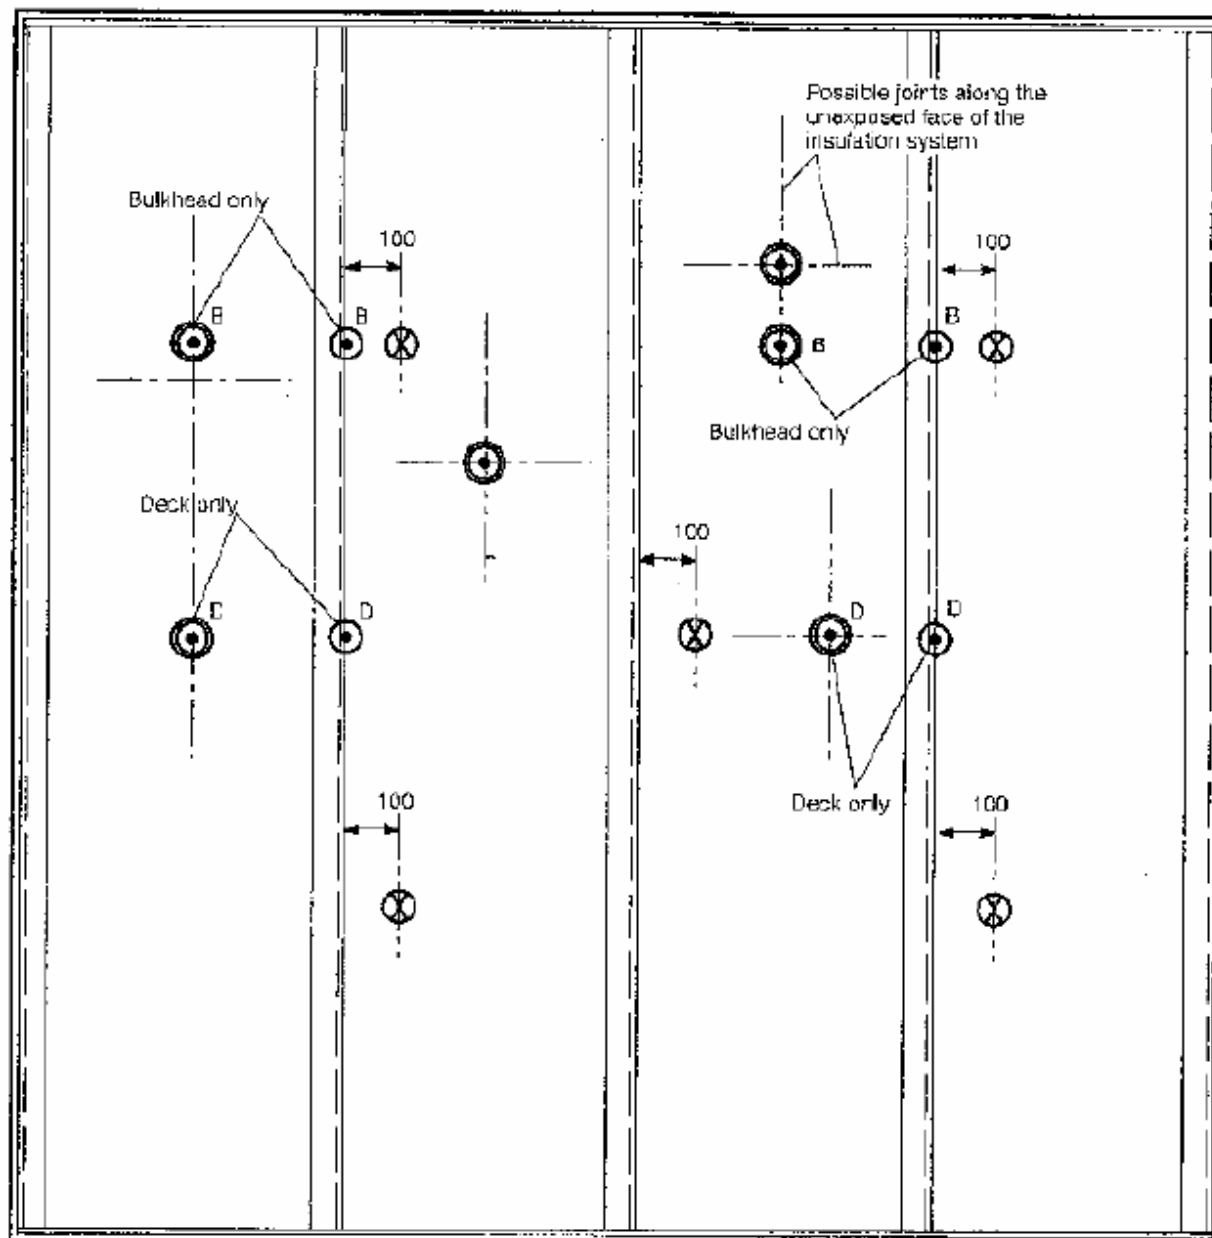 Possible joints along the
unexposed face of the
insulation system
Bulkhead only
100
100
B
B
B
B
Bulkhead only
Deck only
100
D
D
D
D
100
Deck only
100